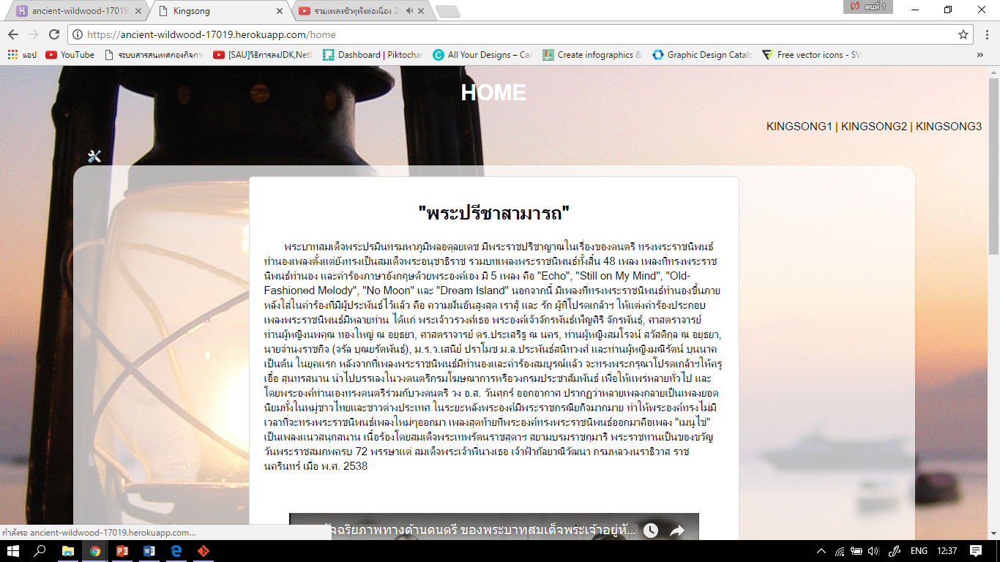 ancient-wildwood-17019
Kingsong
รวมเพลงชิวๆฟังต่อเนื่อง 2
คนที่ 1
https://ancient-wildwood-17019.herokuapp.com/home
แอป
YouTube
ระบบสารสนเทศกองกิจกา
[SAU]วิธีการลงJDK,Netb
Dashboard | Piktochar
All Your Designs – Can
Create infographics &
Graphic Design Catalo
Free vector icons - SV
»
HOME
KINGSONG1 | KINGSONG2 | KINGSONG3
"พระปรีชาสามารถ"
พระบาทสมเด็จพระปรมินทรมหาภูมิพลอดุลยเดช มีพระราชปรีชาญาณในเรื่องของดนตรี ทรงพระราชนิพนธ์
ทำนองเพลงตั้งแต่ยังทรงเป็นสมเด็จพระอนุชาธิราช รวมบทเพลงพระราชนิพนธ์ทั้งสิ้น 48 เพลง เพลงที่ทรงพระราช
นิพนธ์ทำนอง และคำร้องภาษาอังกฤษด้วยพระองค์เอง มี 5 เพลง คือ "Echo", "Still on My Mind", "Old-
Fashioned Melody", "No Moon" และ "Dream Island" นอกจากนี้ มีเพลงที่ทรงพระราชนิพนธ์ทำนองขึ้นภาย
หลังใส่ในคำร้องที่มีผู้ประพันธ์ไว้แล้ว คือ ความฝันอันสูงสุด เราสู้ และ รัก ผู้ที่โปรดเกล้าฯ ให้แต่งคำร้องประกอบ
เพลงพระราชนิพนธ์มีหลายท่าน ได้แก่ พระเจ้าวรวงศ์เธอ พระองค์เจ้าจักรพันธ์เพ็ญศิริ จักรพันธุ์, ศาสตราจารย์
ท่านผู้หญิงนพคุณ ทองใหญ่ ณ อยุธยา, ศาสตราจารย์ ดร.ประเสริฐ ณ นคร, ท่านผู้หญิงสมโรจน์ สวัสดิกุล ณ อยุธยา,
นายจำนงราชกิจ (จรัล บุณยรัตพันธุ์), ม.ร.ว.เสนีย์ ปราโมช ม.ล.ประพันธ์สนิทวงศ์ และท่านผู้หญิงมณีรัตน์ บุนนาค
เป็นต้น ในยุคแรก หลังจากที่เพลงพระราชนิพนธ์มีทำนองและคำร้องสมบูรณ์แล้ว จะทรงพระกรุณาโปรดเกล้าฯให้ครู
เอื้อ สุนทรสนาน นำไปบรรเลงในวงดนตรีกรมโฆษณาการหรือวงกรมประชาสัมพันธ์ เพื่อให้แพร่หลายทั่วไป และ
โดยพระองค์ท่านเองทรงดนตรีร่วมกับวงดนตรี วง อ.ส. วันศุกร์ ออกอากาศ ปรากฏว่าหลายเพลงกลายเป็นเพลงยอด
นิยมทั้งในหมู่ชาวไทยและชาวต่างประเทศ ในระยะหลังพระองค์มีพระราชกรณียกิจมากมาย ทำให้พระองค์ทรงไม่มี
เวลาที่จะทรงพระราชนิพนธ์เพลงใหม่ๆออกมา เพลงสุดท้ายที่พระองค์ทรงพระราชนิพนธ์ออกมาคือเพลง "เมนูไข่"
เป็นเพลงแนวสนุกสนาน เนื้อร้องโดยสมเด็จพระเทพรัตนราชสุดาฯ สยามบรมราชกุมารี พระราชทานเป็นของขวัญ
วันพระราชสมภพครบ 72 พรรษาแด่ สมเด็จพระเจ้าพี่นางเธอ เจ้าฟ้ากัลยาณิวัฒนา กรมหลวงนราธิวาส ราช
นครินทร์ เมื่อ พ.ศ. 2538
ัจฉริยภาพทางด้านดนตรี ของพระบาทสมเด็จพระเจ้าอยู่หั...
กำลังรอ ancient-wildwood-17019.herokuapp.com...
ENG
12:37